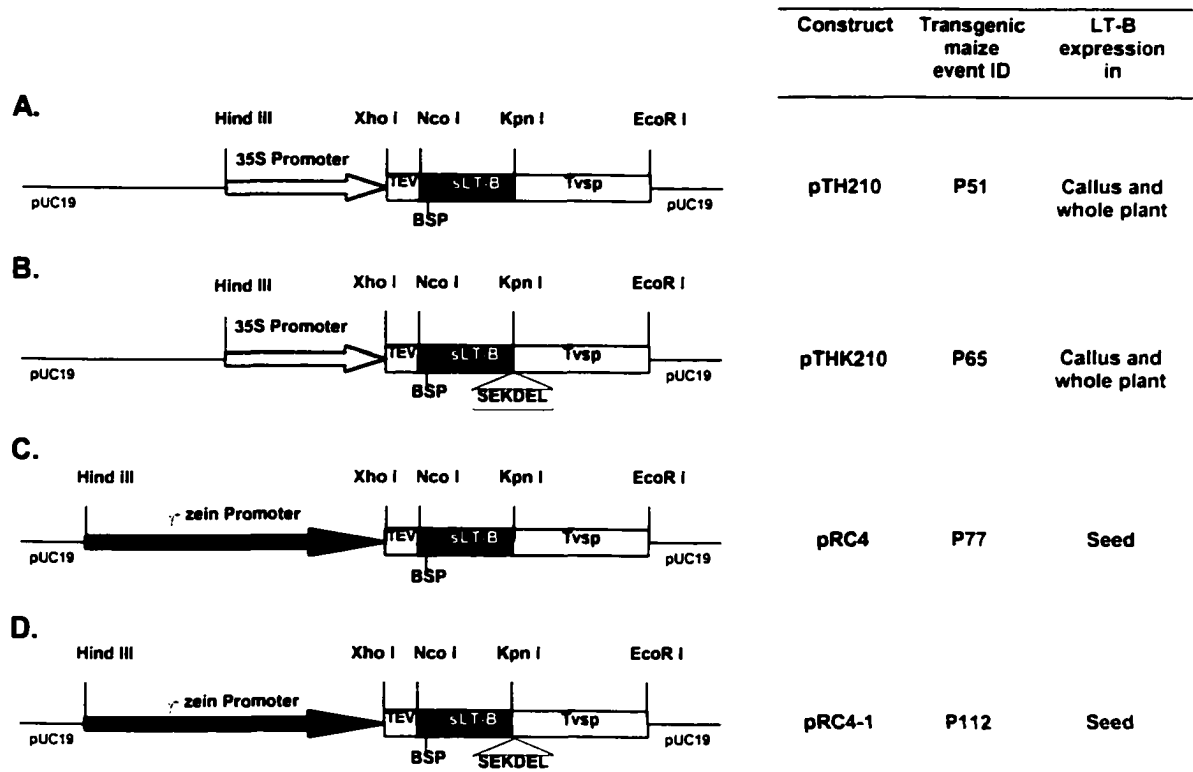 Construct Transgenic maize event ID LT-B expression in
A.
Hind III Xho I Nco I Kpn I EcoR I
35S Promoter TEV sLT-B Tvsp
pUC19 BSP pUC19
pTH210 P51 Callus and whole plant
B.
Hind III Xho I Nco I Kpn I EcoR I
35S Promoter TEV sLT-B Tvsp
pUC19 BSP SEKDEL pUC19
pTHK210 P65 Callus and whole plant
C.
Hind III Xho I Nco I Kpn I EcoR I
γ- zein Promoter TEV sLT-B Tvsp
pUC19 BSP pUC19
pRC4 P77 Seed
D.
Hind III Xho I Nco I Kpn I EcoR I
γ- zein Promoter TEV sLT-B Tvsp
pUC19 BSP SEKDEL pUC19
pRC4-1 P112 Seed